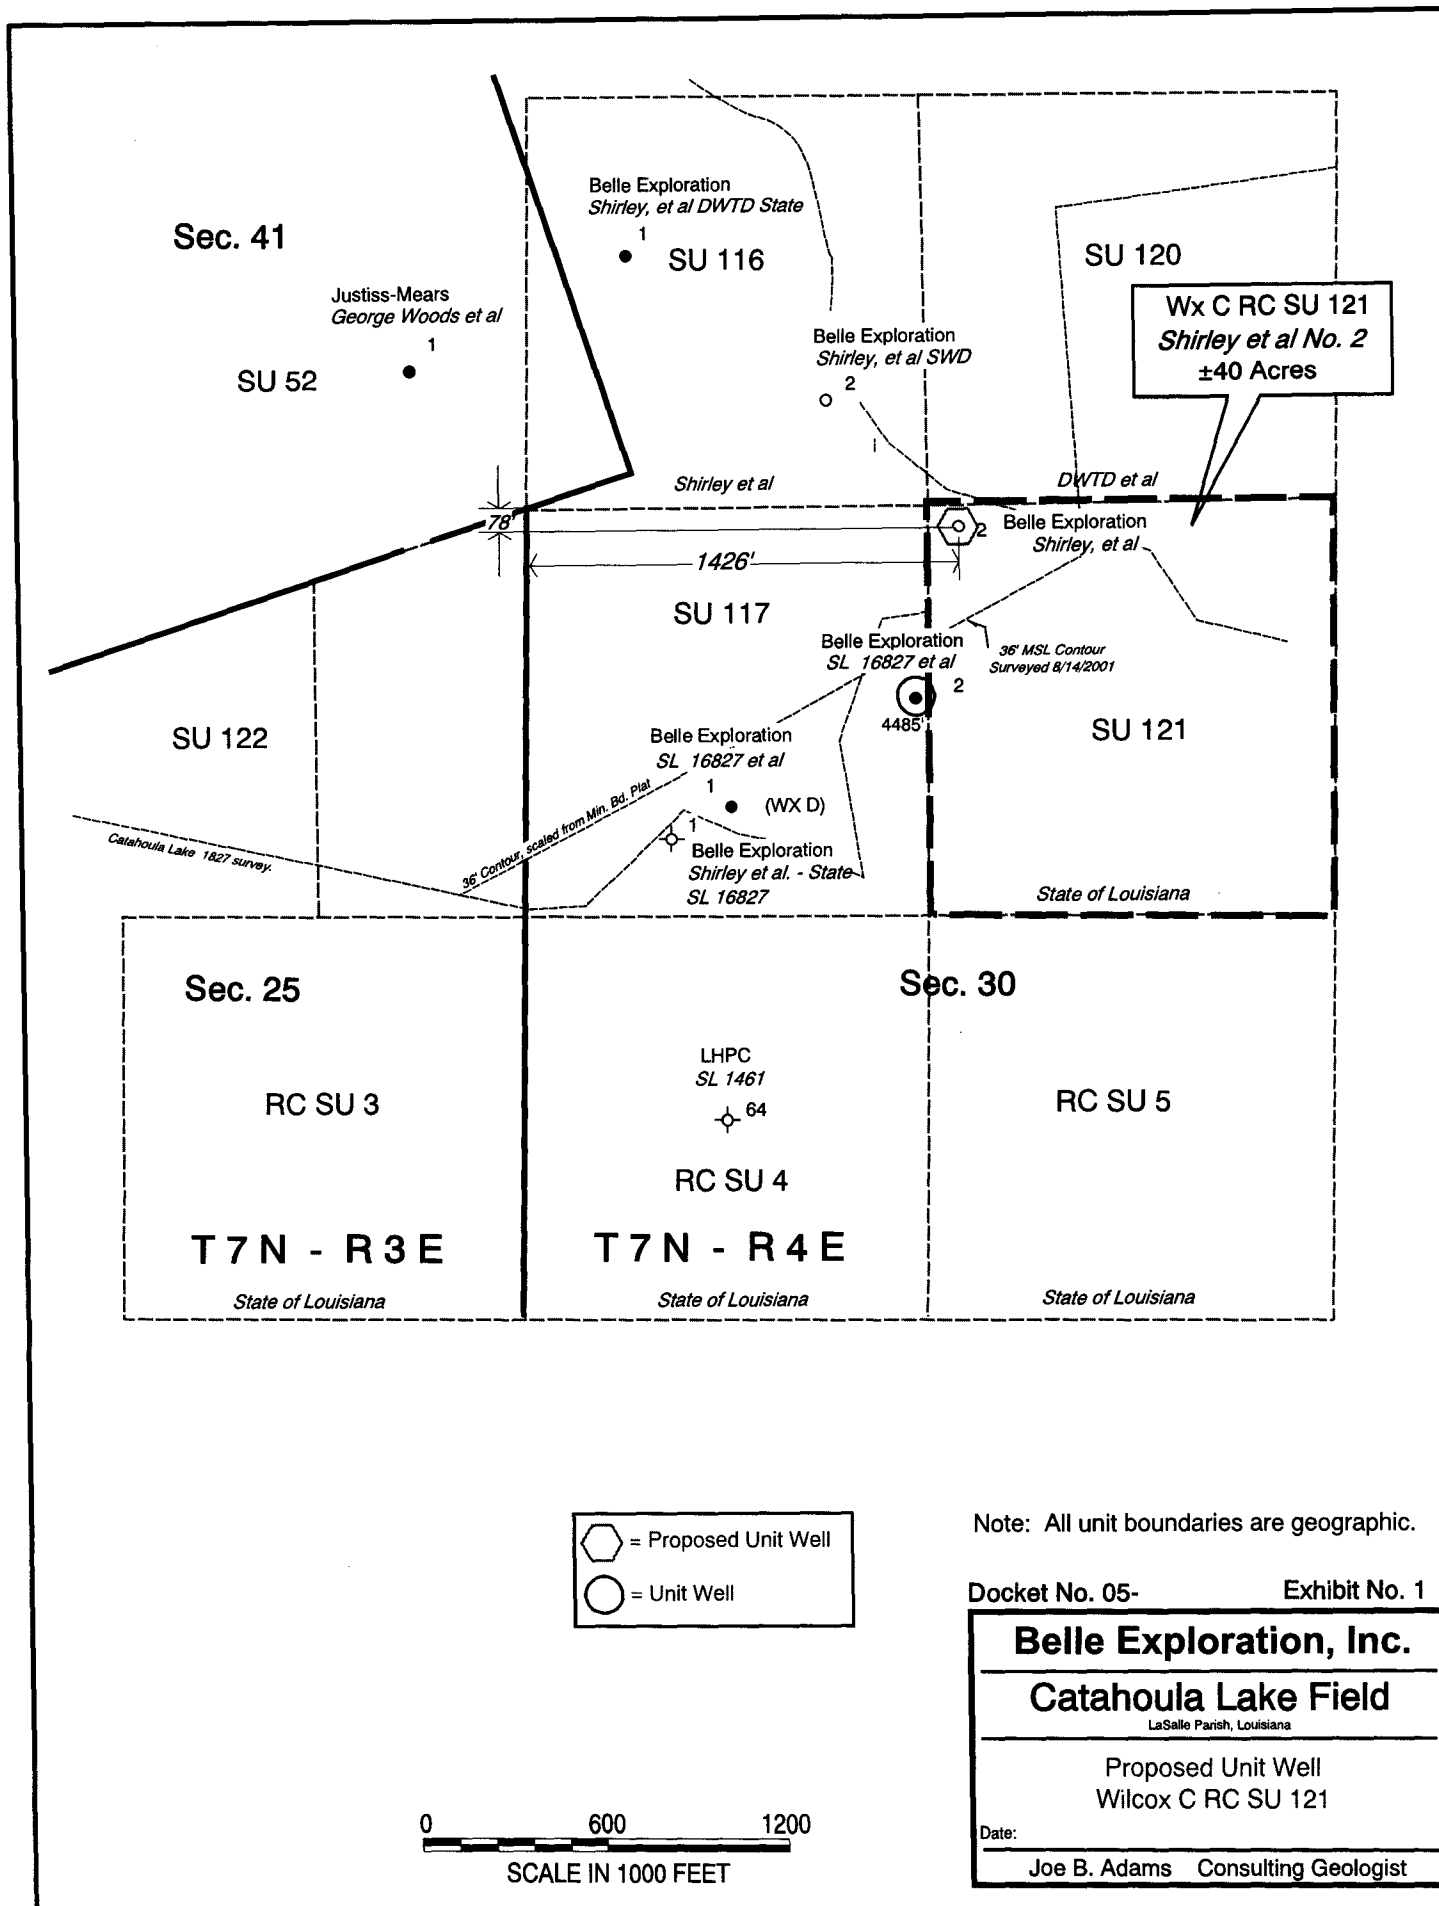 Belle Exploration
Shirley, et al DWTD State
1
Sec. 41
SU 116
SU 120
Justiss-Mears
George Woods et al
1
SU 52
Wx C RC SU 121
Shirley et al No. 2
±40 Acres
Belle Exploration
Shirley, et al SWD
2
Shirley et al
DWTD et al
78'
2
Belle Exploration
Shirley, et al
1426'
SU 117
Belle Exploration
SL 16827 et al
2
4485'
36' MSL Contour
Surveyed 8/14/2001
SU 122
SU 121
Belle Exploration
SL 16827 et al
1
(WX D)
36' Contour, scaled from Min. Bd. Plat
Catahoula Lake 1827 survey.
1
Belle Exploration
Shirley et al. - State
SL 16827
State of Louisiana
Sec. 25
Sec. 30
LHPC
SL 1461
64
RC SU 3
RC SU 5
RC SU 4
T 7 N - R 3 E
T 7 N - R 4 E
State of Louisiana
State of Louisiana
State of Louisiana
= Proposed Unit Well
= Unit Well
Note: All unit boundaries are geographic.
Docket No. 05-
Exhibit No. 1
Belle Exploration, Inc.
Catahoula Lake Field
LaSalle Parish, Louisiana
Proposed Unit Well
Wilcox C RC SU 121
Date:
Joe B. Adams Consulting Geologist
0 600 1200
SCALE IN 1000 FEET